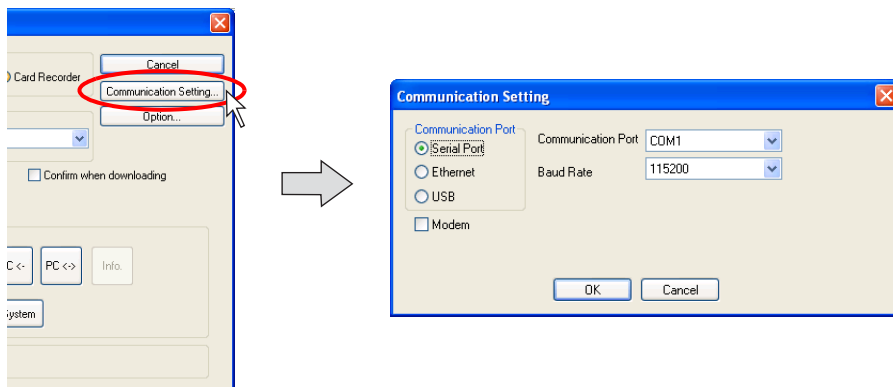 Card Recorder
Cancel
Communication Setting...
Option...
Confirm when downloading
C <-
PC <->
Info.
System
Communication Setting
Communication Port
Serial Port
Ethernet
USB
Modem
Communication Port COM1
Baud Rate 115200
OK Cancel